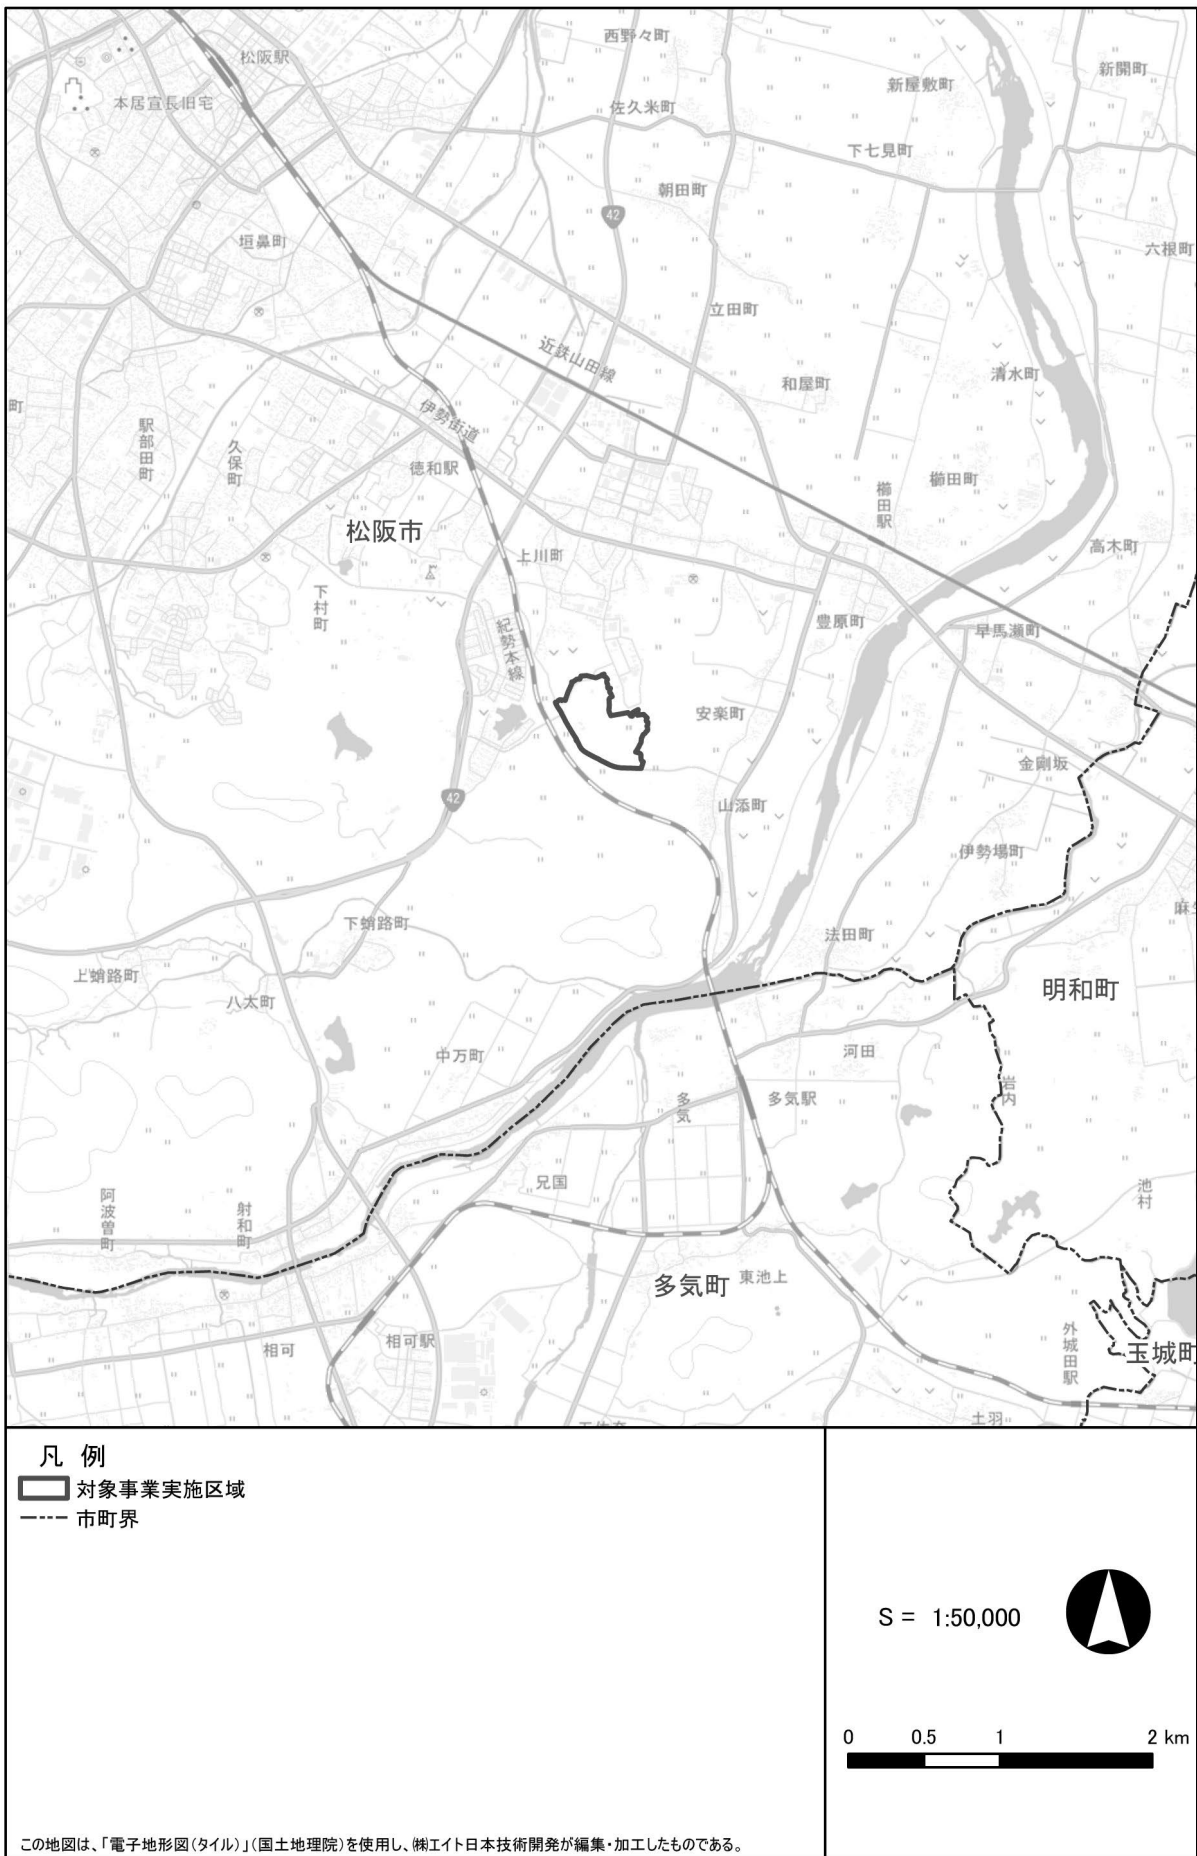 西野々町
松阪駅
新屋敷町
新開町
本居宣長旧宅
佐久米町
下七見町
朝田町
42
垣鼻町
六根町
立田町
近鉄山田線
清水町
和屋町
町
伊勢街道
駅部田町
久保町
徳和駅
櫛田町
櫛田駅
松阪市
上川町
高木町
下村町
豊原町
早馬瀬町
紀勢本線
安楽町
金剛坂
42
山添町
伊勢場町
下蛸路町
法田町
上蛸路町
明和町
八太町
中万町
河田
岩内
多気
多気駅
兄国
池村
阿波曽町
射和町
多気町
東池上
相可
相可駅
外城田駅
玉城町
土羽
凡 例
対象事業実施区域
市町界
S = 1:50,000
0 0.5 1 2 km
この地図は、「電子地形図(タイル)」(国土地理院)を使用し、㈱エイト日本技術開発が編集・加工したものである。